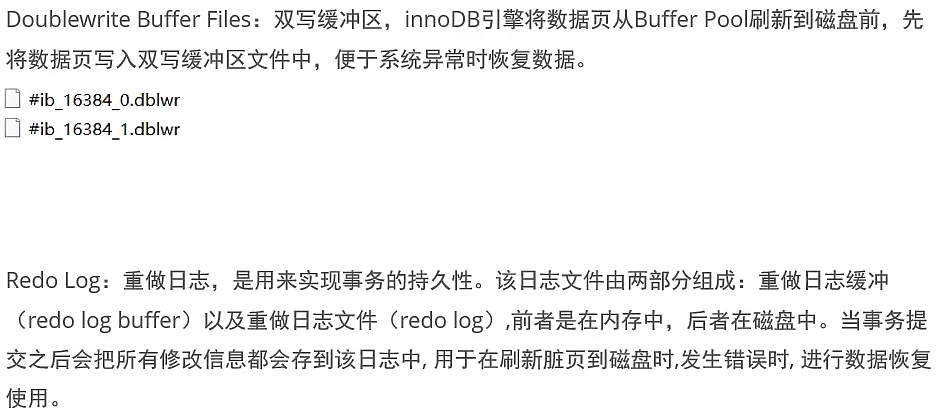 Doublewrite Buffer Files：双写缓冲区，innoDB引擎将数据页从Buffer Pool刷新到磁盘前，先
将数据页写入双写缓冲区文件中，便于系统异常时恢复数据。
#ib_16384_0.dblwr
#ib_16384_1.dblwr
Redo Log：重做日志，是用来实现事务的持久性。该日志文件由两部分组成：重做日志缓冲
（redo log buffer）以及重做日志文件（redo log）,前者是在内存中，后者在磁盘中。当事务提
交之后会把所有修改信息都会存到该日志中, 用于在刷新脏页到磁盘时,发生错误时, 进行数据恢复
使用。